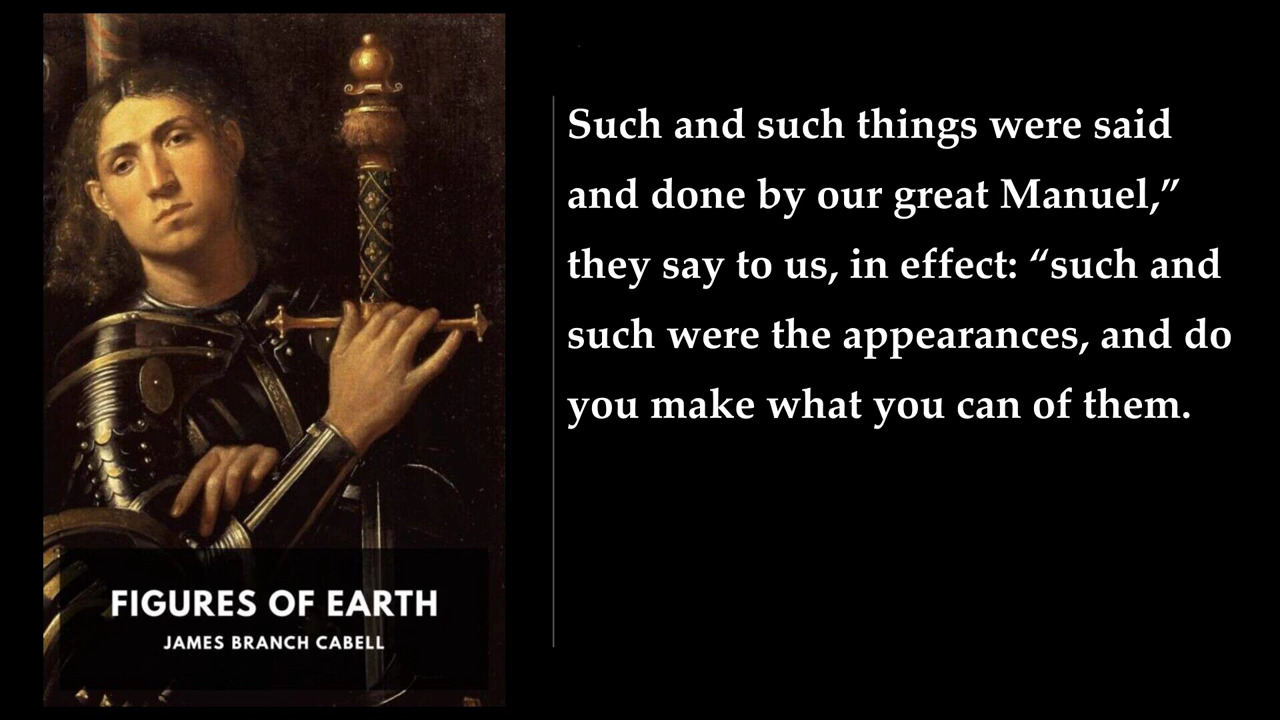 Such and such things were said
and done by our great Manuel,”
they say to us, in effect: “such and
such were the appearances, and do
you make what you can of them.
FIGURES OF EARTH
JAMES BRANCH CABELL